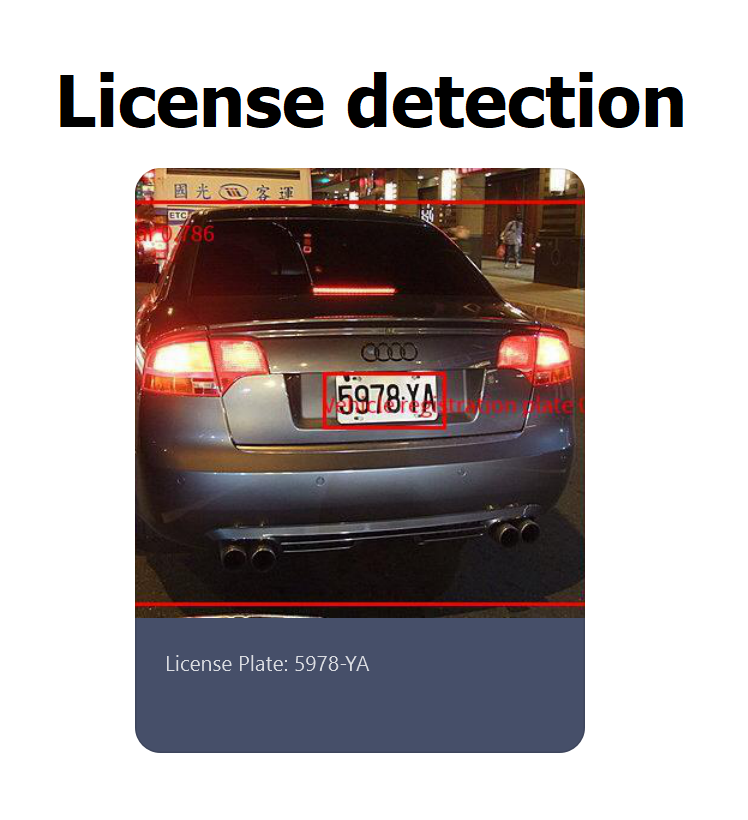 License detection
國光 客運
ETC
0.786
5978-YA
Vehicle registration plate
License Plate: 5978-YA